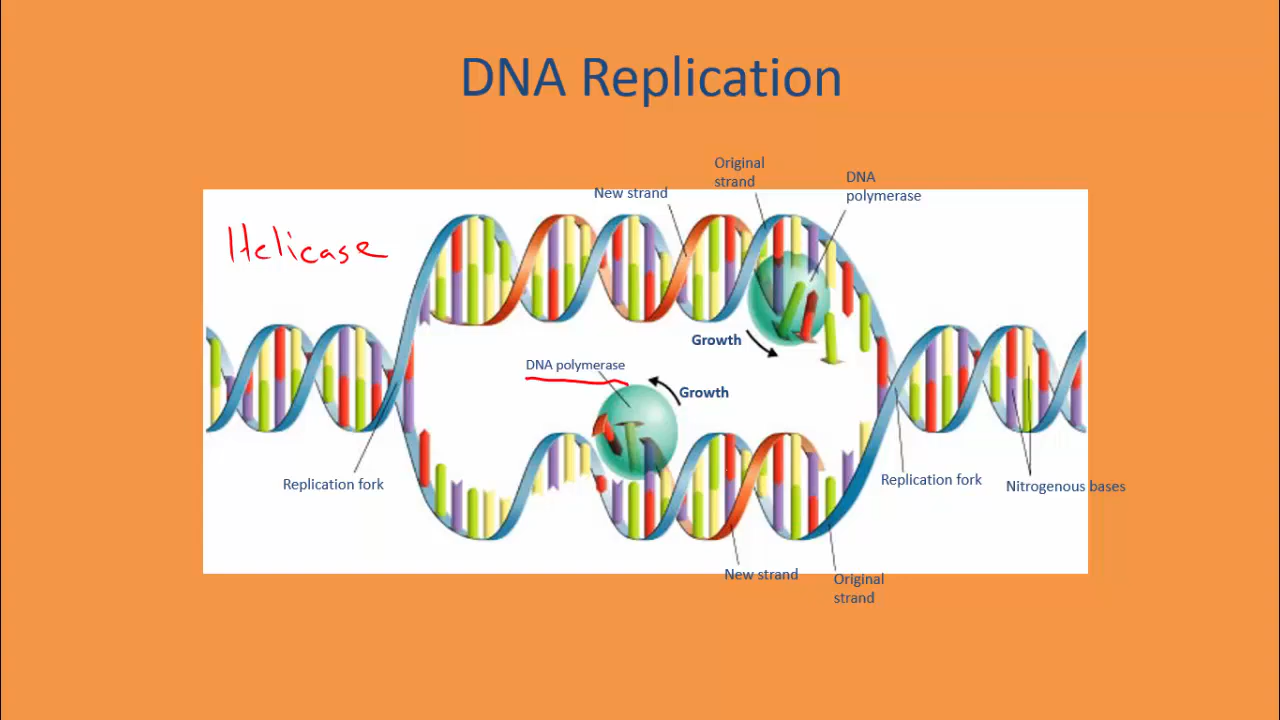 DNA Replication
Original
strand
DNA
polymerase
New strand
Helicase
Growth
DNA polymerase
Growth
Replication fork
Replication fork
Nitrogenous bases
New strand
Original
strand